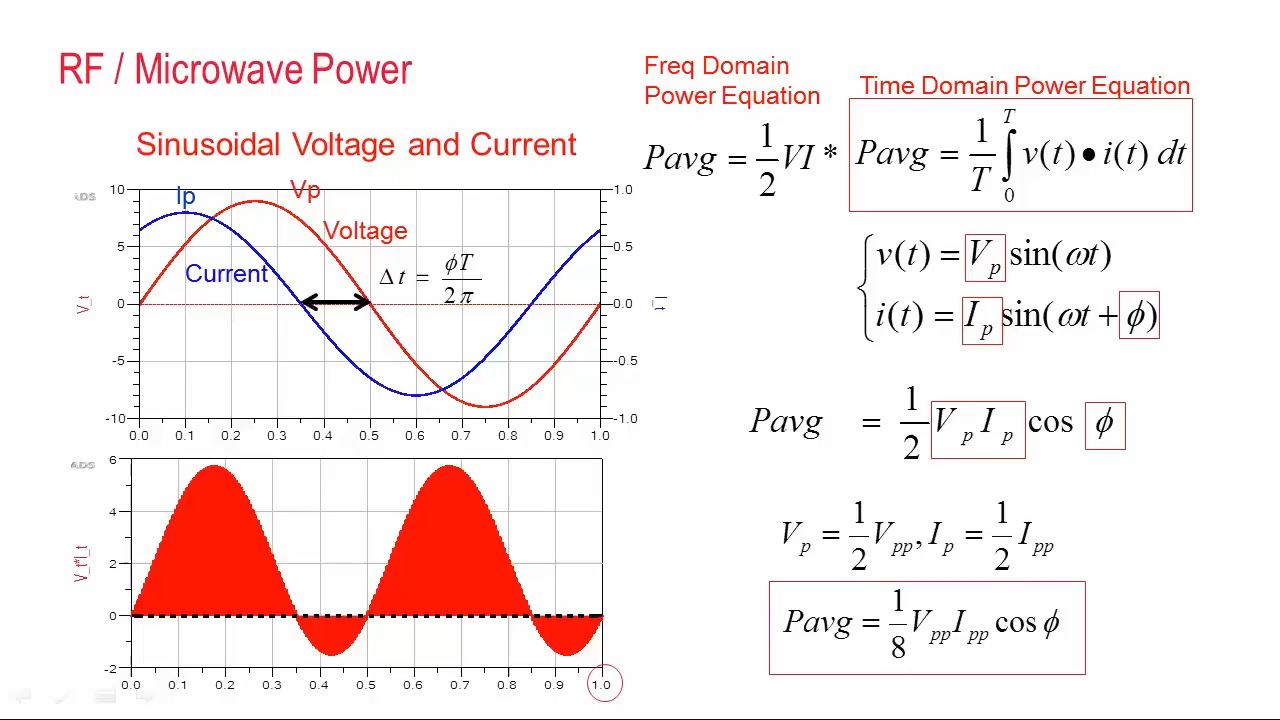 RF / Microwave Power
Sinusoidal Voltage and Current
ADS
Ip
Vp
Voltage
Current
Δt = ϕT / 2π
10
5
0
-5
-10
V_t
1.0
0.5
0.0
-0.5
-1.0
I_t
0.0 0.1 0.2 0.3 0.4 0.5 0.6 0.7 0.8 0.9 1.0
ADS
6
4
2
0
-2
V_t*I_t
0.0 0.1 0.2 0.3 0.4 0.5 0.6 0.7 0.8 0.9 1.0
Freq Domain
Power Equation
Pavg = 1/2 VI *
Time Domain Power Equation
Pavg = 1/T ∫₀ᵀ v(t) • i(t) dt
v(t) = Vp sin(ωt)
i(t) = Ip sin(ωt + ϕ)
Pavg = 1/2 Vp Ip cos ϕ
Vp = 1/2 Vpp, Ip = 1/2 Ipp
Pavg = 1/8 Vpp Ipp cos ϕ